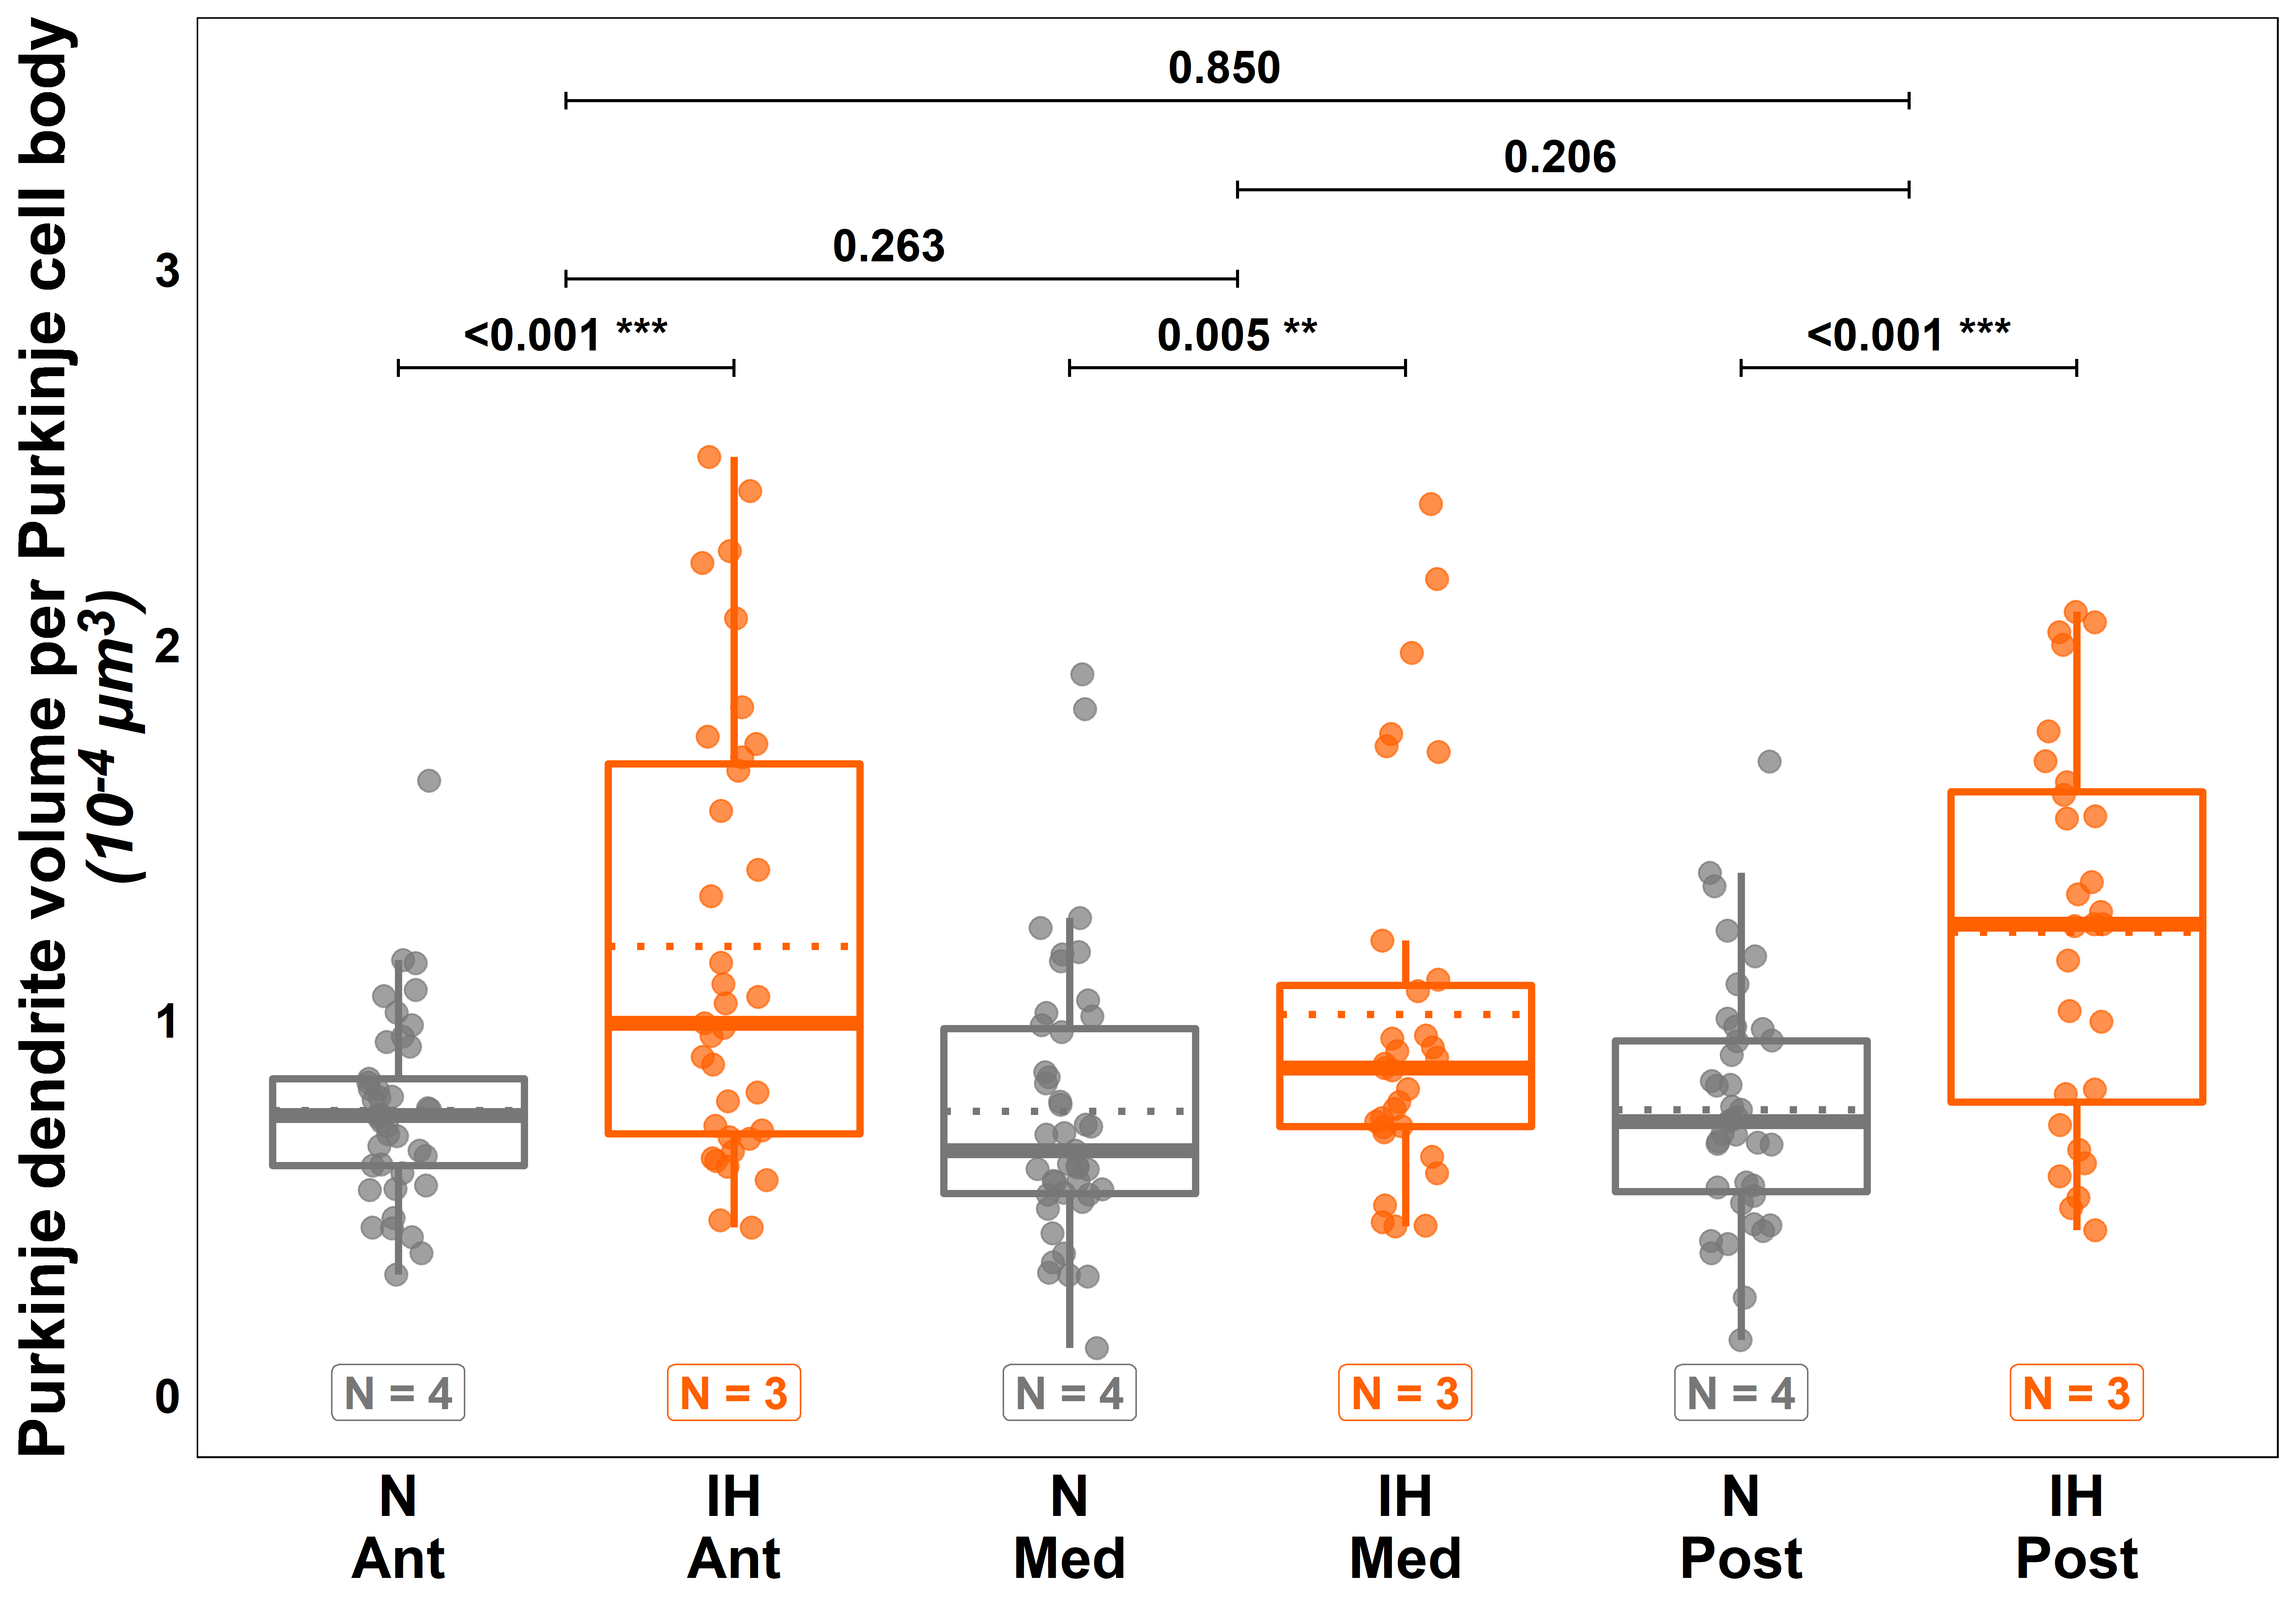 Purkinje dendrite volume per Purkinje cell body
(10⁻⁴ µm³)
0.850
0.206
0.263
<0.001 ***
0.005 **
<0.001 ***
3
2
1
0
N = 4
N = 3
N = 4
N = 3
N = 4
N = 3
N
Ant
IH
Ant
N
Med
IH
Med
N
Post
IH
Post